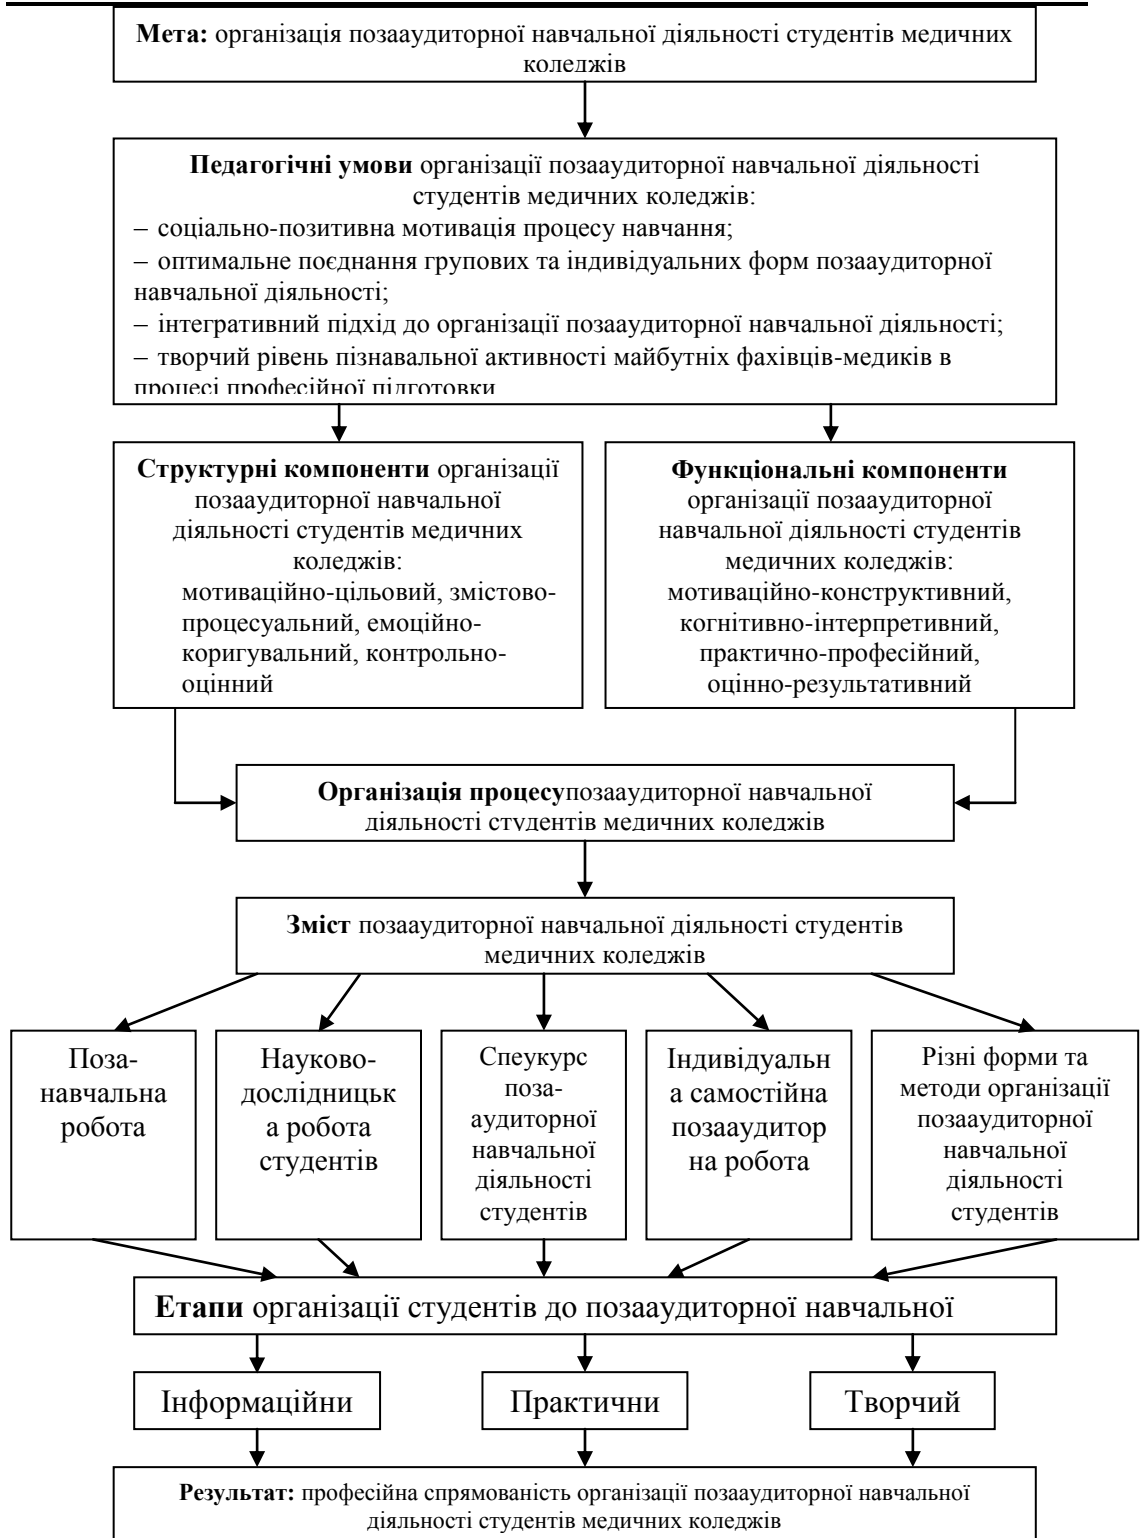 Мета: організація позааудиторної навчальної діяльності студентів медичних
коледжів
Педагогічні умови організації позааудиторної навчальної діяльності
студентів медичних коледжів:
– соціально-позитивна мотивація процесу навчання;
– оптимальне поєднання групових та індивідуальних форм позааудиторної
навчальної діяльності;
– інтегративний підхід до організації позааудиторної навчальної діяльності;
– творчий рівень пізнавальної активності майбутніх фахівців-медиків в
процесі професійної підготовки
Структурні компоненти організації
позааудиторної навчальної
діяльності студентів медичних
коледжів:
мотиваційно-цільовий, змістово-
процесуальний, емоційно-
коригувальний, контрольно-
оцінний
Функціональні компоненти
організації позааудиторної
навчальної діяльності студентів
медичних коледжів:
мотиваційно-конструктивний,
когнітивно-інтерпретивний,
практично-професійний,
оцінно-результативний
Організація процесупозааудиторної навчальної
діяльності студентів медичних коледжів
Зміст позааудиторної навчальної діяльності студентів
медичних коледжів
Поза-
навчальна
робота
Науково-
дослідницьк
а робота
студентів
Спеукурс
поза-
аудиторної
навчальної
діяльності
студентів
Індивідуальн
а самостійна
позааудитор
на робота
Різні форми та
методи організації
позааудиторної
навчальної
діяльності
студентів
Етапи організації студентів до позааудиторної навчальної
Інформаційни
Практични
Творчий
Результат: професійна спрямованість організації позааудиторної навчальної
діяльності студентів медичних коледжів